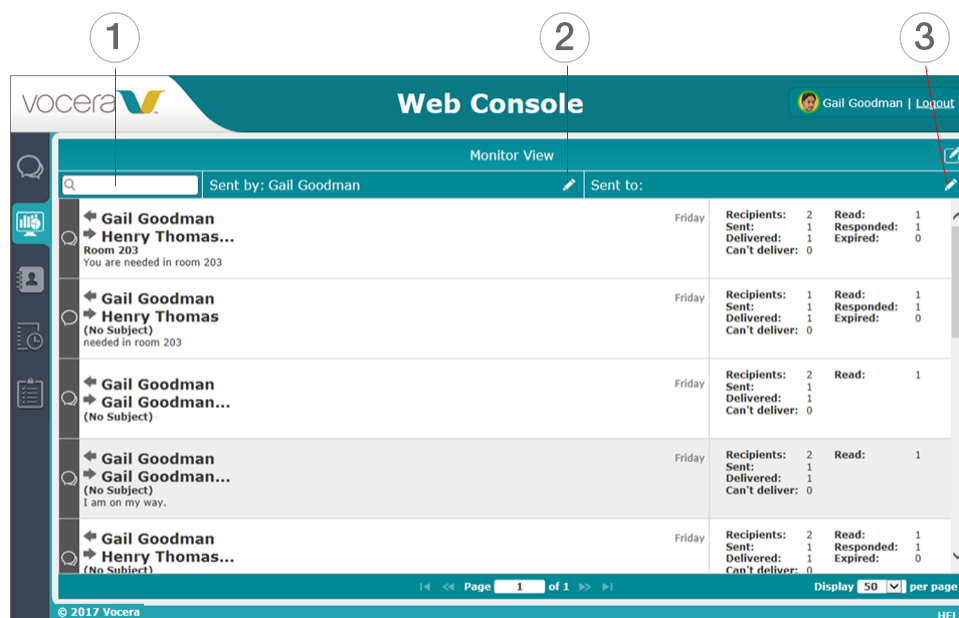 1 2 3
vocera
Web Console
Gail Goodman | Logout
Monitor View
Sent by: Gail Goodman
Sent to:
Gail Goodman
Henry Thomas...
Room 203
You are needed in room 203
Friday
Recipients: 2 Read: 1
Sent: 1 Responded: 1
Delivered: 1 Expired: 0
Can't deliver: 0
Gail Goodman
Henry Thomas
(No Subject)
needed in room 203
Friday
Recipients: 1 Read: 1
Sent: 1 Responded: 1
Delivered: 1 Expired: 0
Can't deliver: 0
Gail Goodman
Gail Goodman...
(No Subject)
Friday
Recipients: 2 Read: 1
Sent: 1
Delivered: 1
Can't deliver: 0
Gail Goodman
Gail Goodman...
(No Subject)
I am on my way.
Friday
Recipients: 2 Read: 1
Sent: 1
Delivered: 1
Can't deliver: 0
Gail Goodman
Henry Thomas...
(No Subject)
Friday
Recipients: 2 Read: 1
Sent: 1 Responded: 1
Delivered: 1 Expired: 0
Can't deliver: 0
Page 1 of 1
Display 50 per page
© 2017 Vocera
HEL